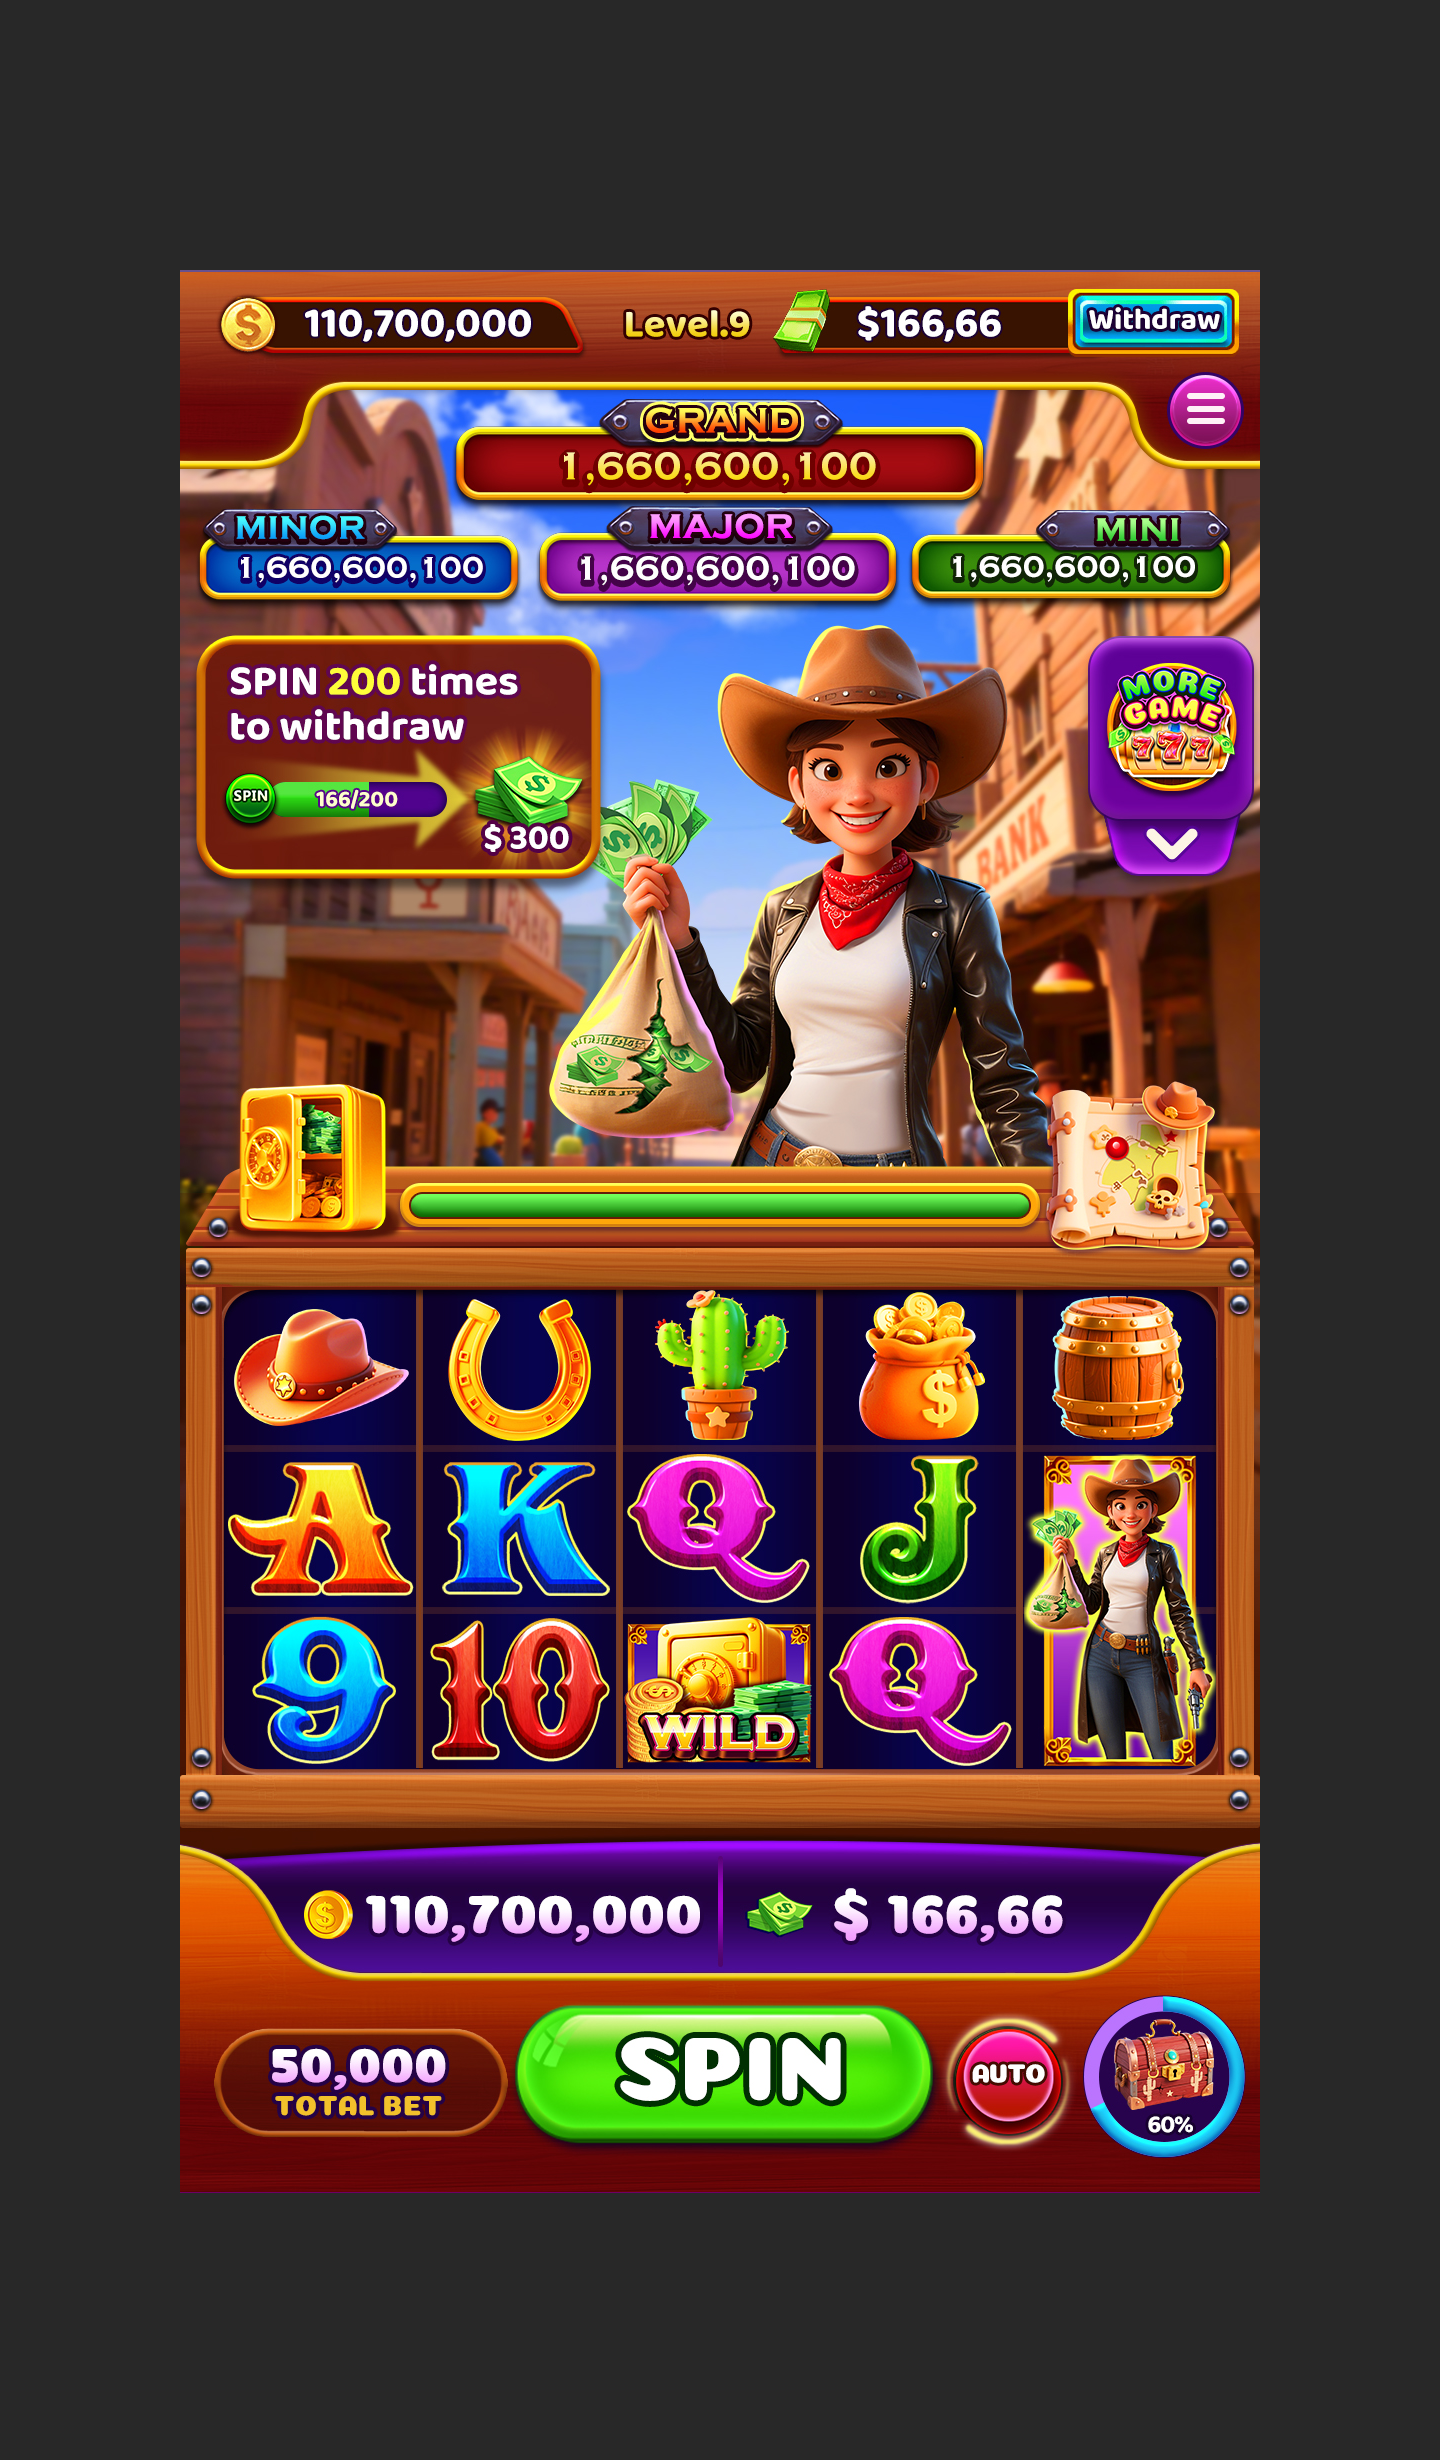 110,700,000
Level.9
$166,66
Withdraw
GRAND
1,660,600,100
MINOR
1,660,600,100
MAJOR
1,660,600,100
MINI
1,660,600,100
SPIN 200 times
to withdraw
SPIN
166/200
$300
MORE
GAME
777
BANK
A
K
Q
J
9
10
WILD
Q
110,700,000
$ 166,66
50,000
TOTAL BET
SPIN
AUTO
60%